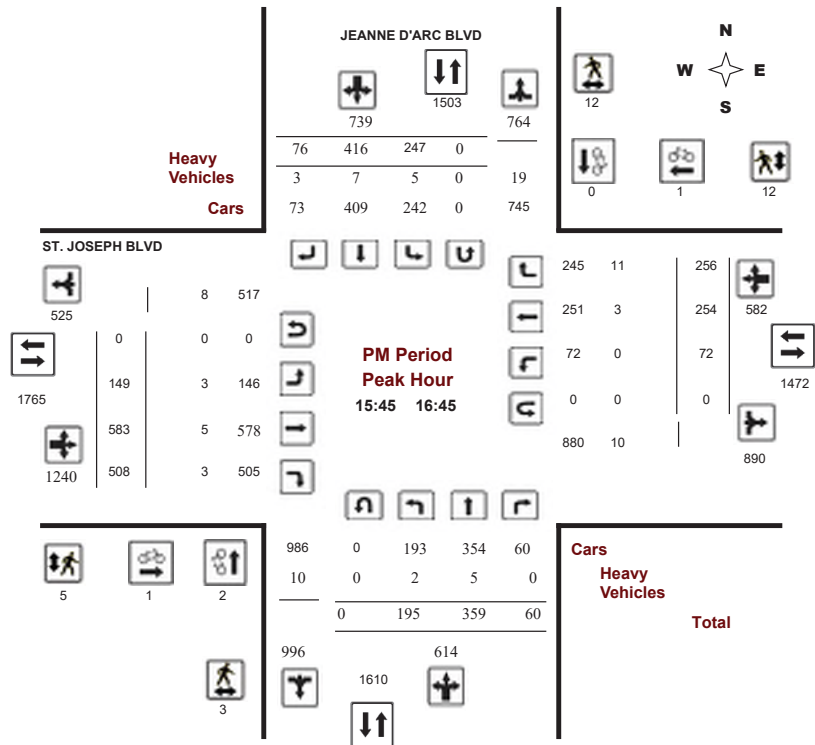 JEANNE D'ARC BLVD
N
W E
S
1503
12
739 764
76 416 247 0
Heavy
Vehicles
3 7 5 0 19
0 1 12
Cars
73 409 242 0 745
ST. JOSEPH BLVD
245 11 256
525
8 517
251 3 254 582
0 0 0
PM Period
Peak Hour
15:45 16:45
72 0 72
149 3 146
1765
1472
0 0 0
583 5 578
880 10
890
1240
508 3 505
986 0 193 354 60
Cars
10 0 2 5 0
Heavy
Vehicles
5 1 2
0 195 359 60
Total
996 614
1610
3